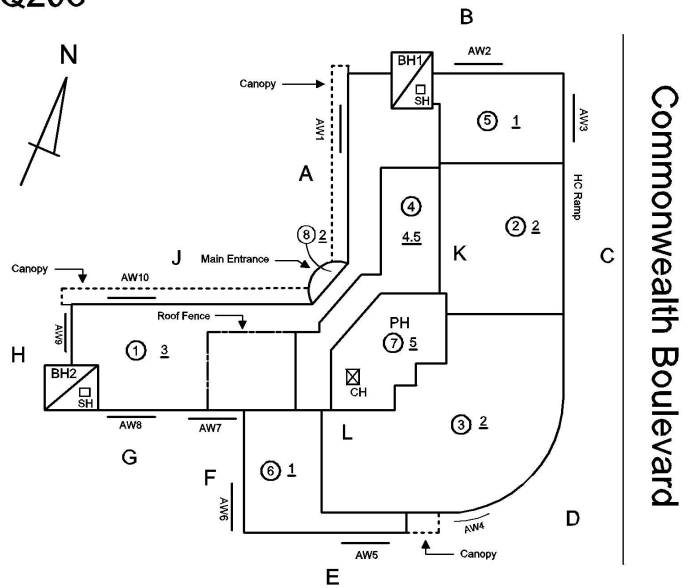 B
N
BH1
AW2
Canopy
SH
5 1
AW3
AW1
A
HC Ramp
4
4.5
2 2
8 2
C
J
Main Entrance
K
Canopy
AW10
Roof Fence
PH
7 5
AW9
H
1 3
BH2
CH
SH
AW8
AW7
3 2
L
G
F
6 1
AW6
D
AW4
AW5
Canopy
E
Commonwealth Boulevard